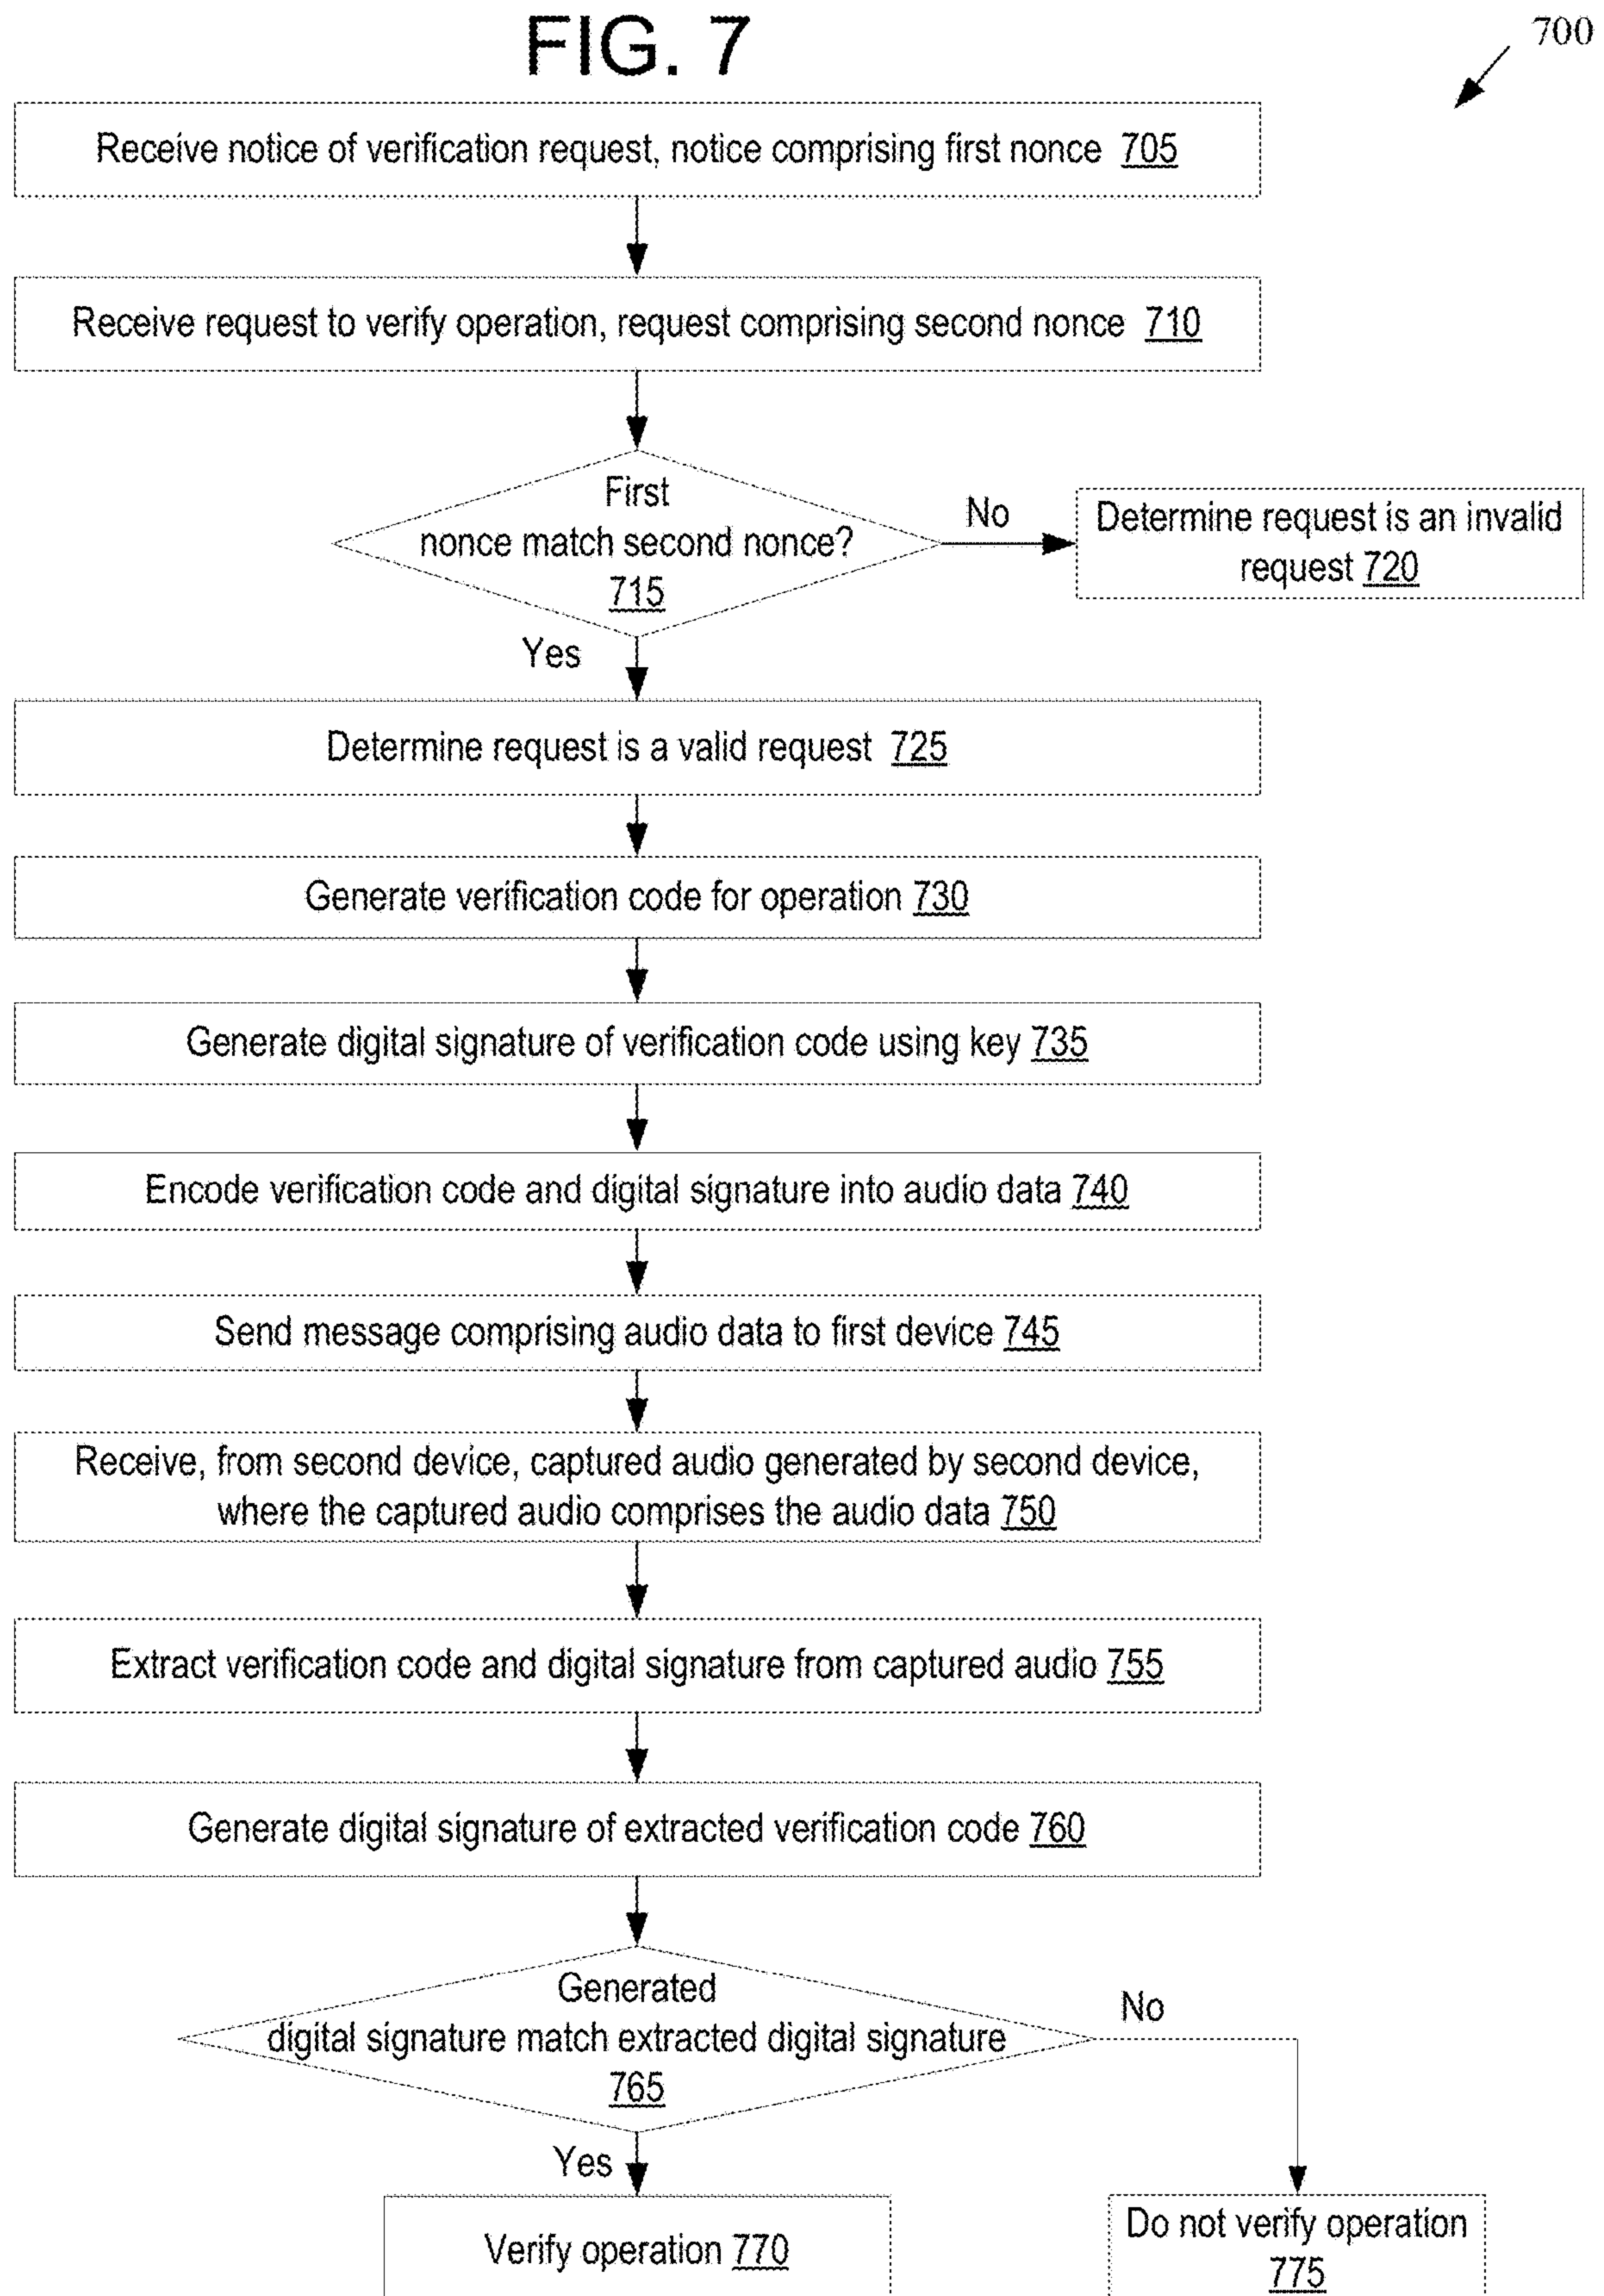 FIG. 7
700
Receive notice of verification request, notice comprising first nonce 705
Receive request to verify operation, request comprising second nonce 710
First
nonce match second nonce?
715
No
Determine request is an invalid
request 720
Yes
Determine request is a valid request 725
Generate verification code for operation 730
Generate digital signature of verification code using key 735
Encode verification code and digital signature into audio data 740
Send message comprising audio data to first device 745
Receive, from second device, captured audio generated by second device,
where the captured audio comprises the audio data 750
Extract verification code and digital signature from captured audio 755
Generate digital signature of extracted verification code 760
Generated
digital signature match extracted digital signature
765
No
Yes
Verify operation 770
Do not verify operation
775